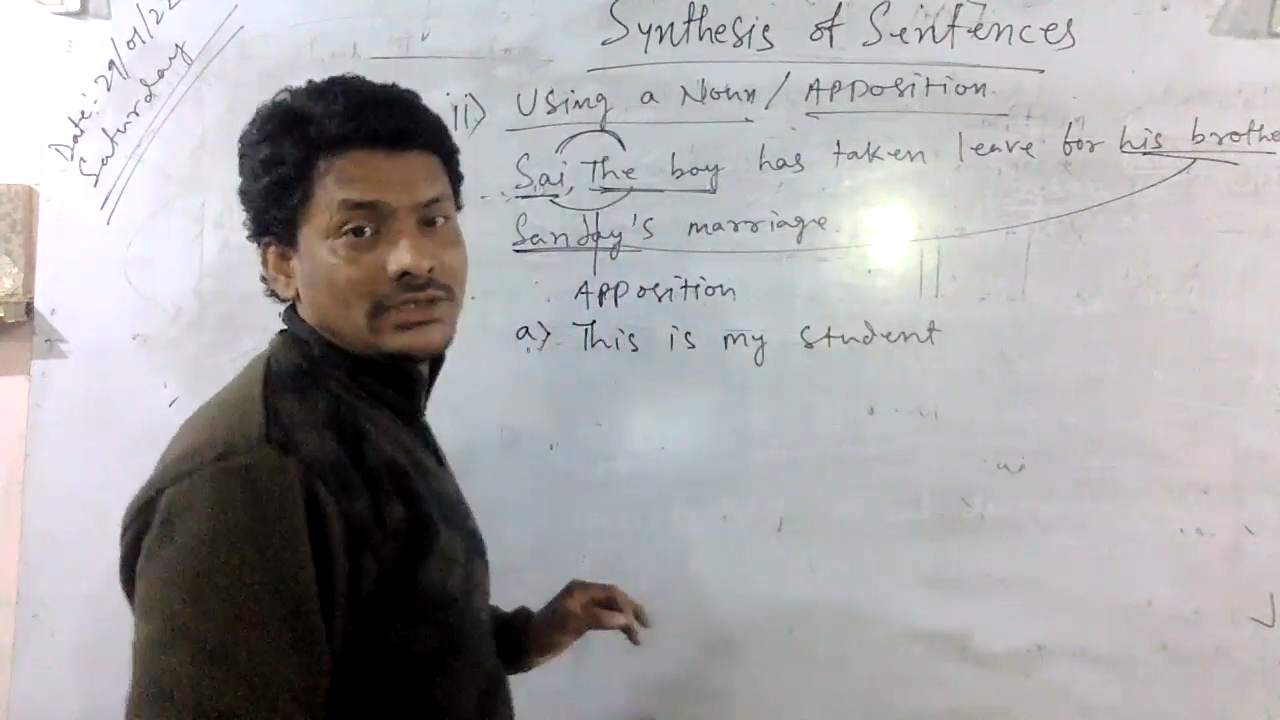 Date: 29/01/22
Saturday
Synthesis of Sentences
ii) Using a Noun / Apposition.
Sai, The boy has taken leave for his brothe
Sanday's marriage.
Apposition
a) This is my student